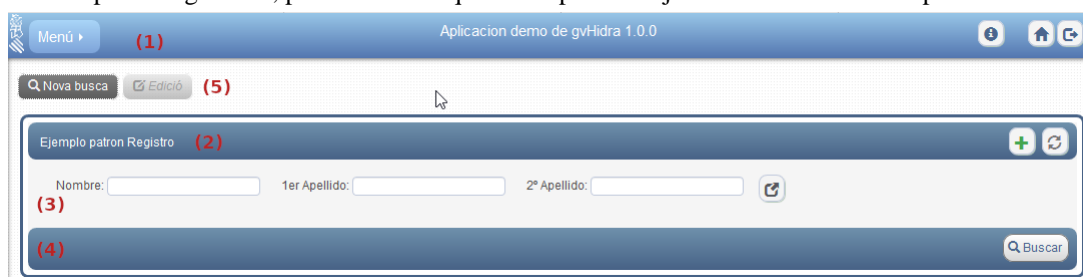 Menú
(1)
Aplicacion demo de gvHidra 1.0.0
Nova busca
Edició
(5)
Ejemplo patron Registro
(2)
Nombre:
1er Apellido:
2º Apellido:
(3)
(4)
Buscar